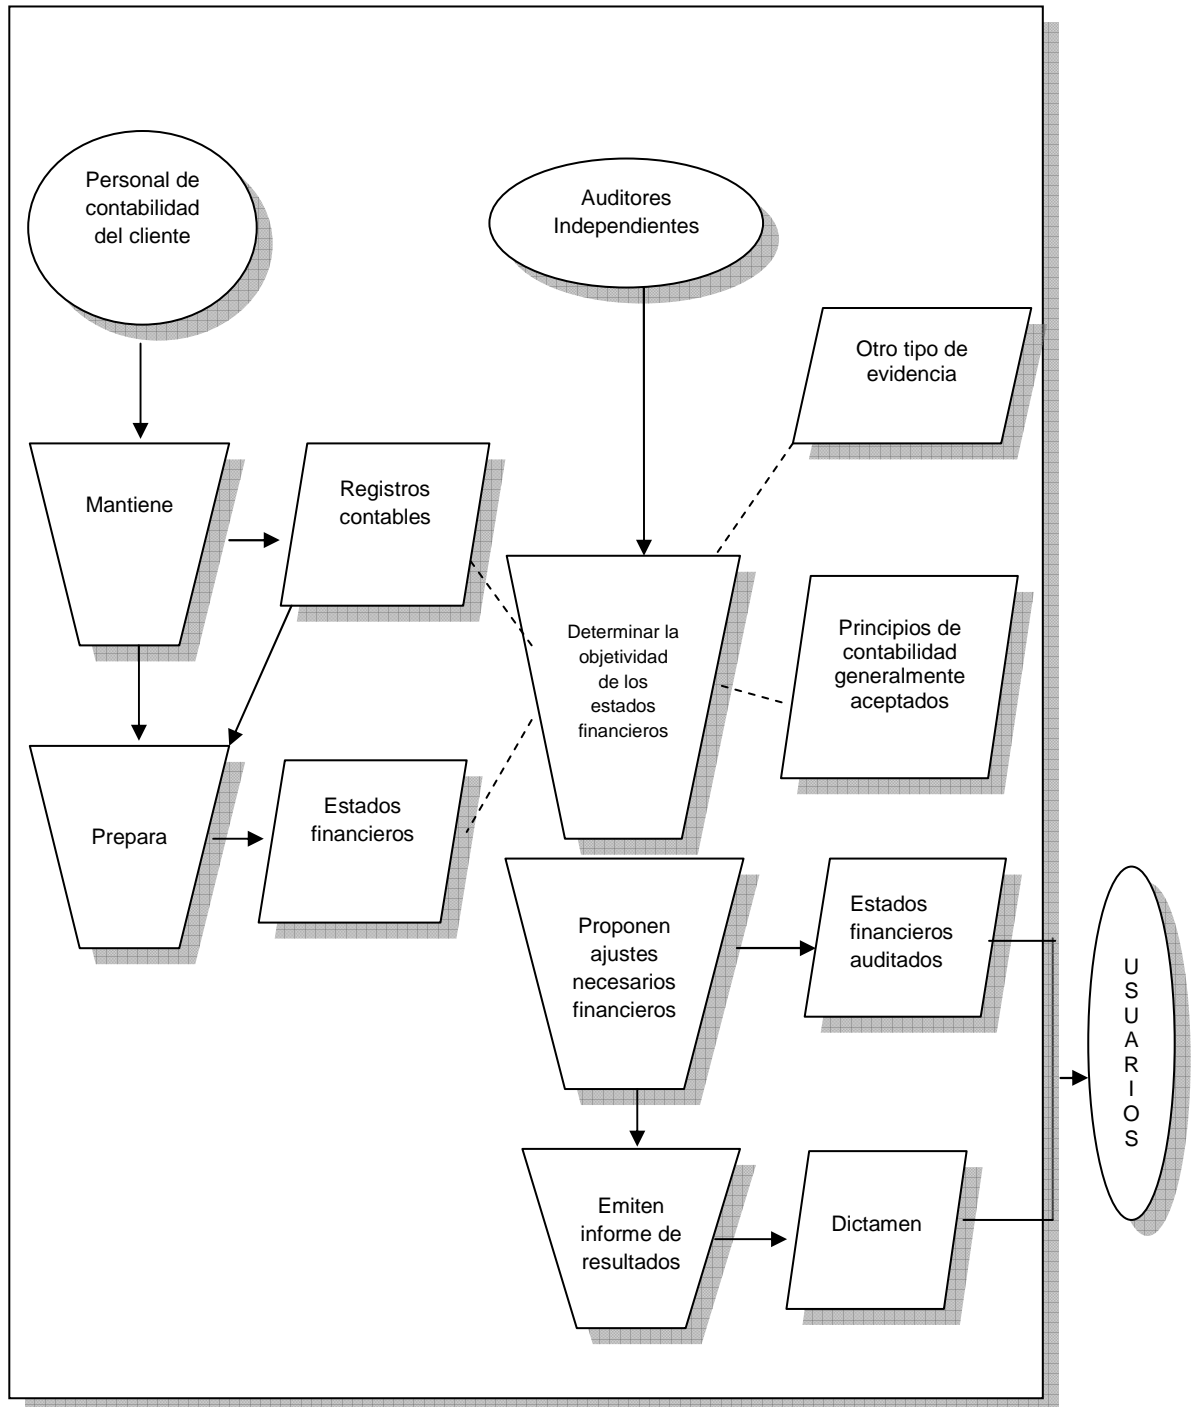 Personal de
contabilidad
del cliente
Auditores
Independientes
Otro tipo de
evidencia
Mantiene
Registros
contables
Determinar la
objetividad
de los
estados
financieros
Principios de
contabilidad
generalmente
aceptados
Prepara
Estados
financieros
Proponen
ajustes
necesarios
financieros
Estados
financieros
auditados
U
S
U
A
R
I
O
S
Emiten
informe de
resultados
Dictamen